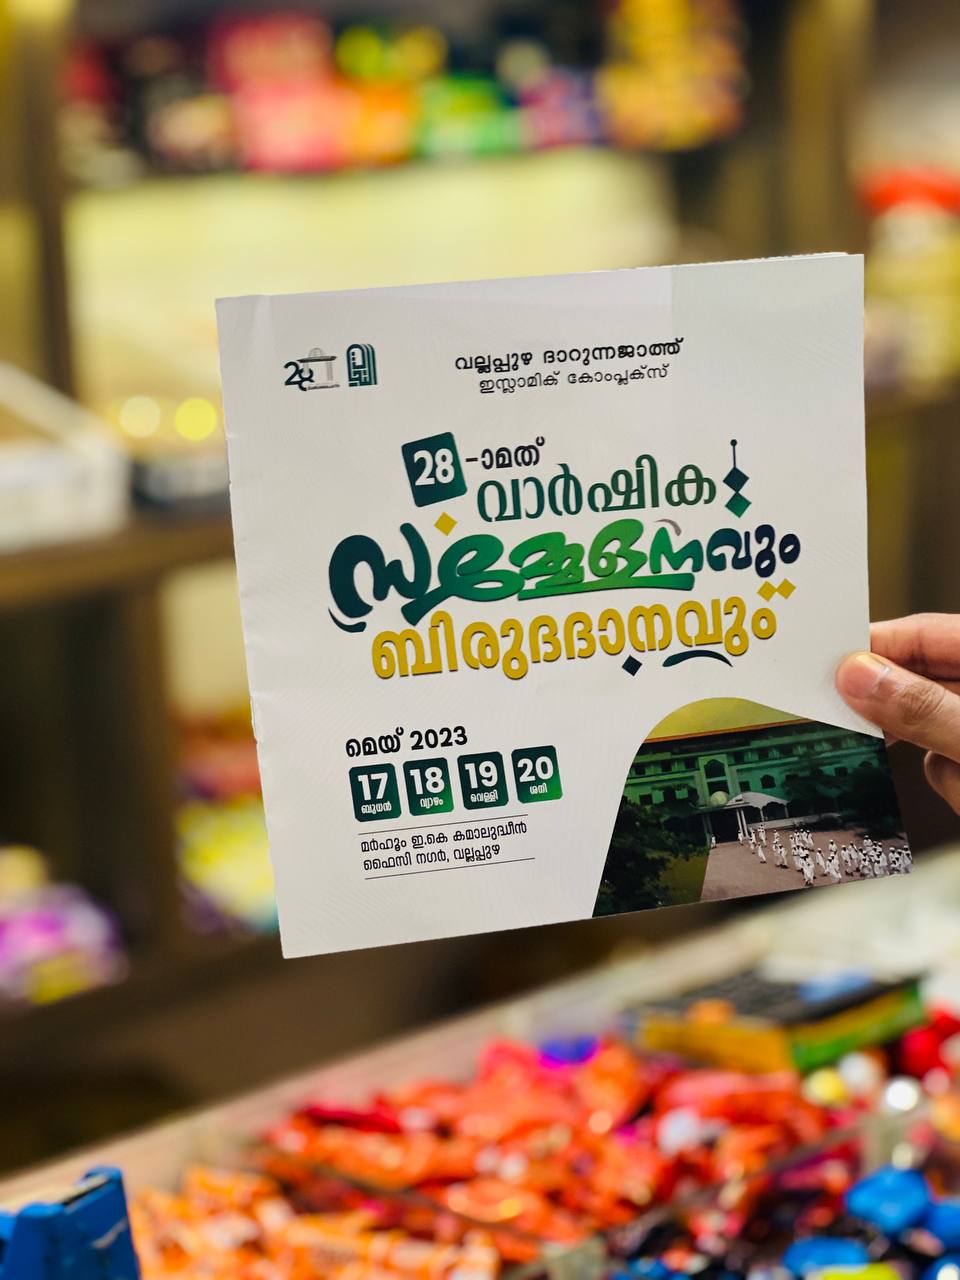 വല്ലപ്പുഴ ദാറുന്നജാത്ത്
ഇസ്ലാമിക് കോംപ്ലക്സ്
28-ാമത്
വാർഷിക
സമ്മേളനവും
ബിരുദദാനവും
മെയ് 2023
17 18 19 20
ബുധൻ വ്യാഴം വെള്ളി ശനി
മർഹൂം ഇ.കെ കമാലുദ്ധീൻ
ഫൈസി നഗർ, വല്ലപ്പുഴ